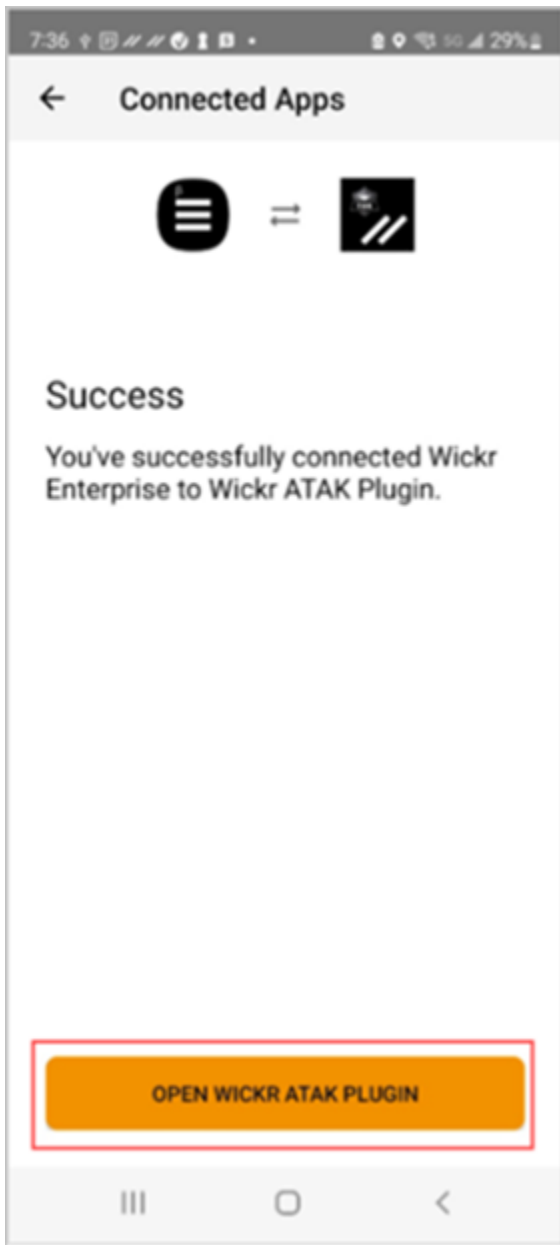 7:36 5G 29%
Connected Apps
Success
You've successfully connected Wickr
Enterprise to Wickr ATAK Plugin.
OPEN WICKR ATAK PLUGIN